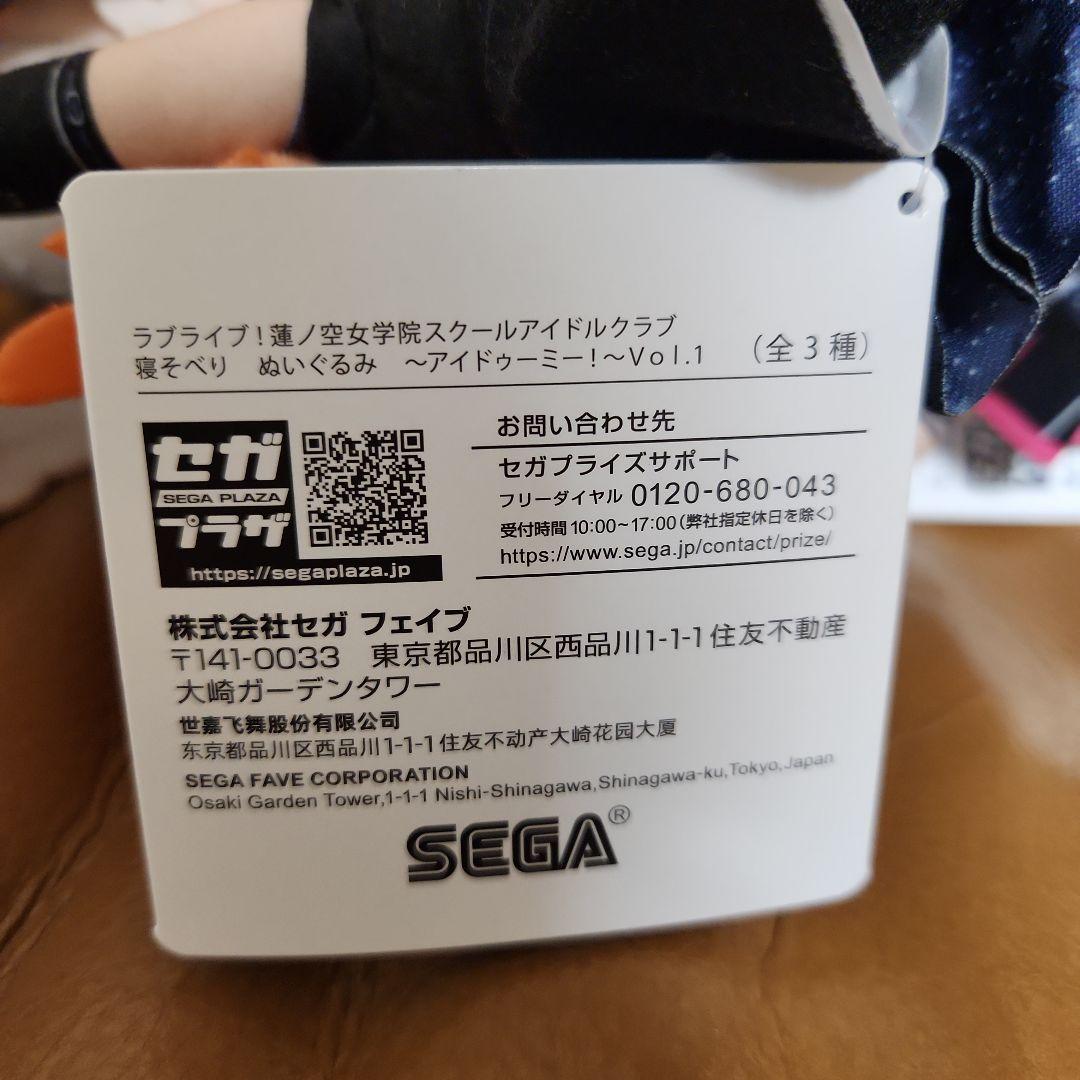 ラブライブ！蓮ノ空女学院スクールアイドルクラブ
寝そべり　ぬいぐるみ　～アイドゥーミー！～Vol.1　（全3種）
セガ
SEGA PLAZA
プラザ
https://segaplaza.jp
お問い合わせ先
セガプライズサポート
フリーダイヤル 0120-680-043
受付時間 10:00～17:00（弊社指定休日を除く）
https://www.sega.jp/contact/prize/
株式会社セガ フェイブ
〒141-0033　東京都品川区西品川1-1-1 住友不動産
大崎ガーデンタワー
世嘉飞舞股份有限公司
东京都品川区西品川1-1-1 住友不动产大崎花园大厦
SEGA FAVE CORPORATION
Osaki Garden Tower,1-1-1 Nishi-Shinagawa,Shinagawa-ku,Tokyo,Japan
SEGA®